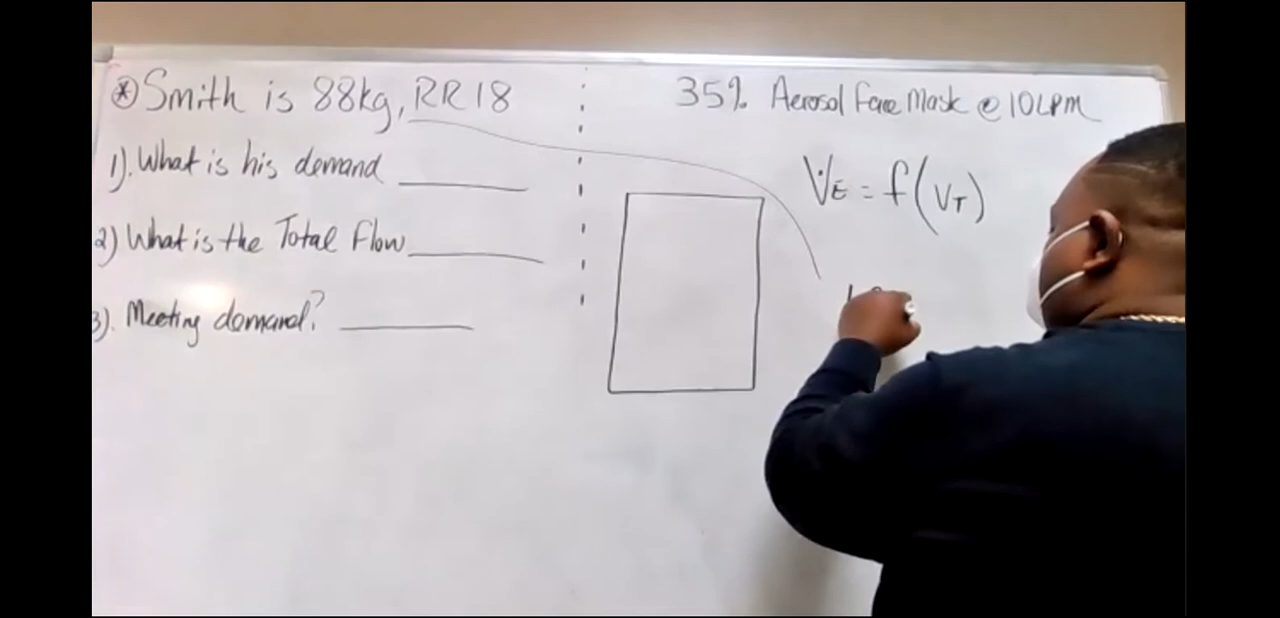 * Smith is 88kg, RR18
1). What is his demand
2) What is the Total Flow
3). Meeting demand?
35% Aerosol Face Mask @ 10LPM
V̇E = f(VT)